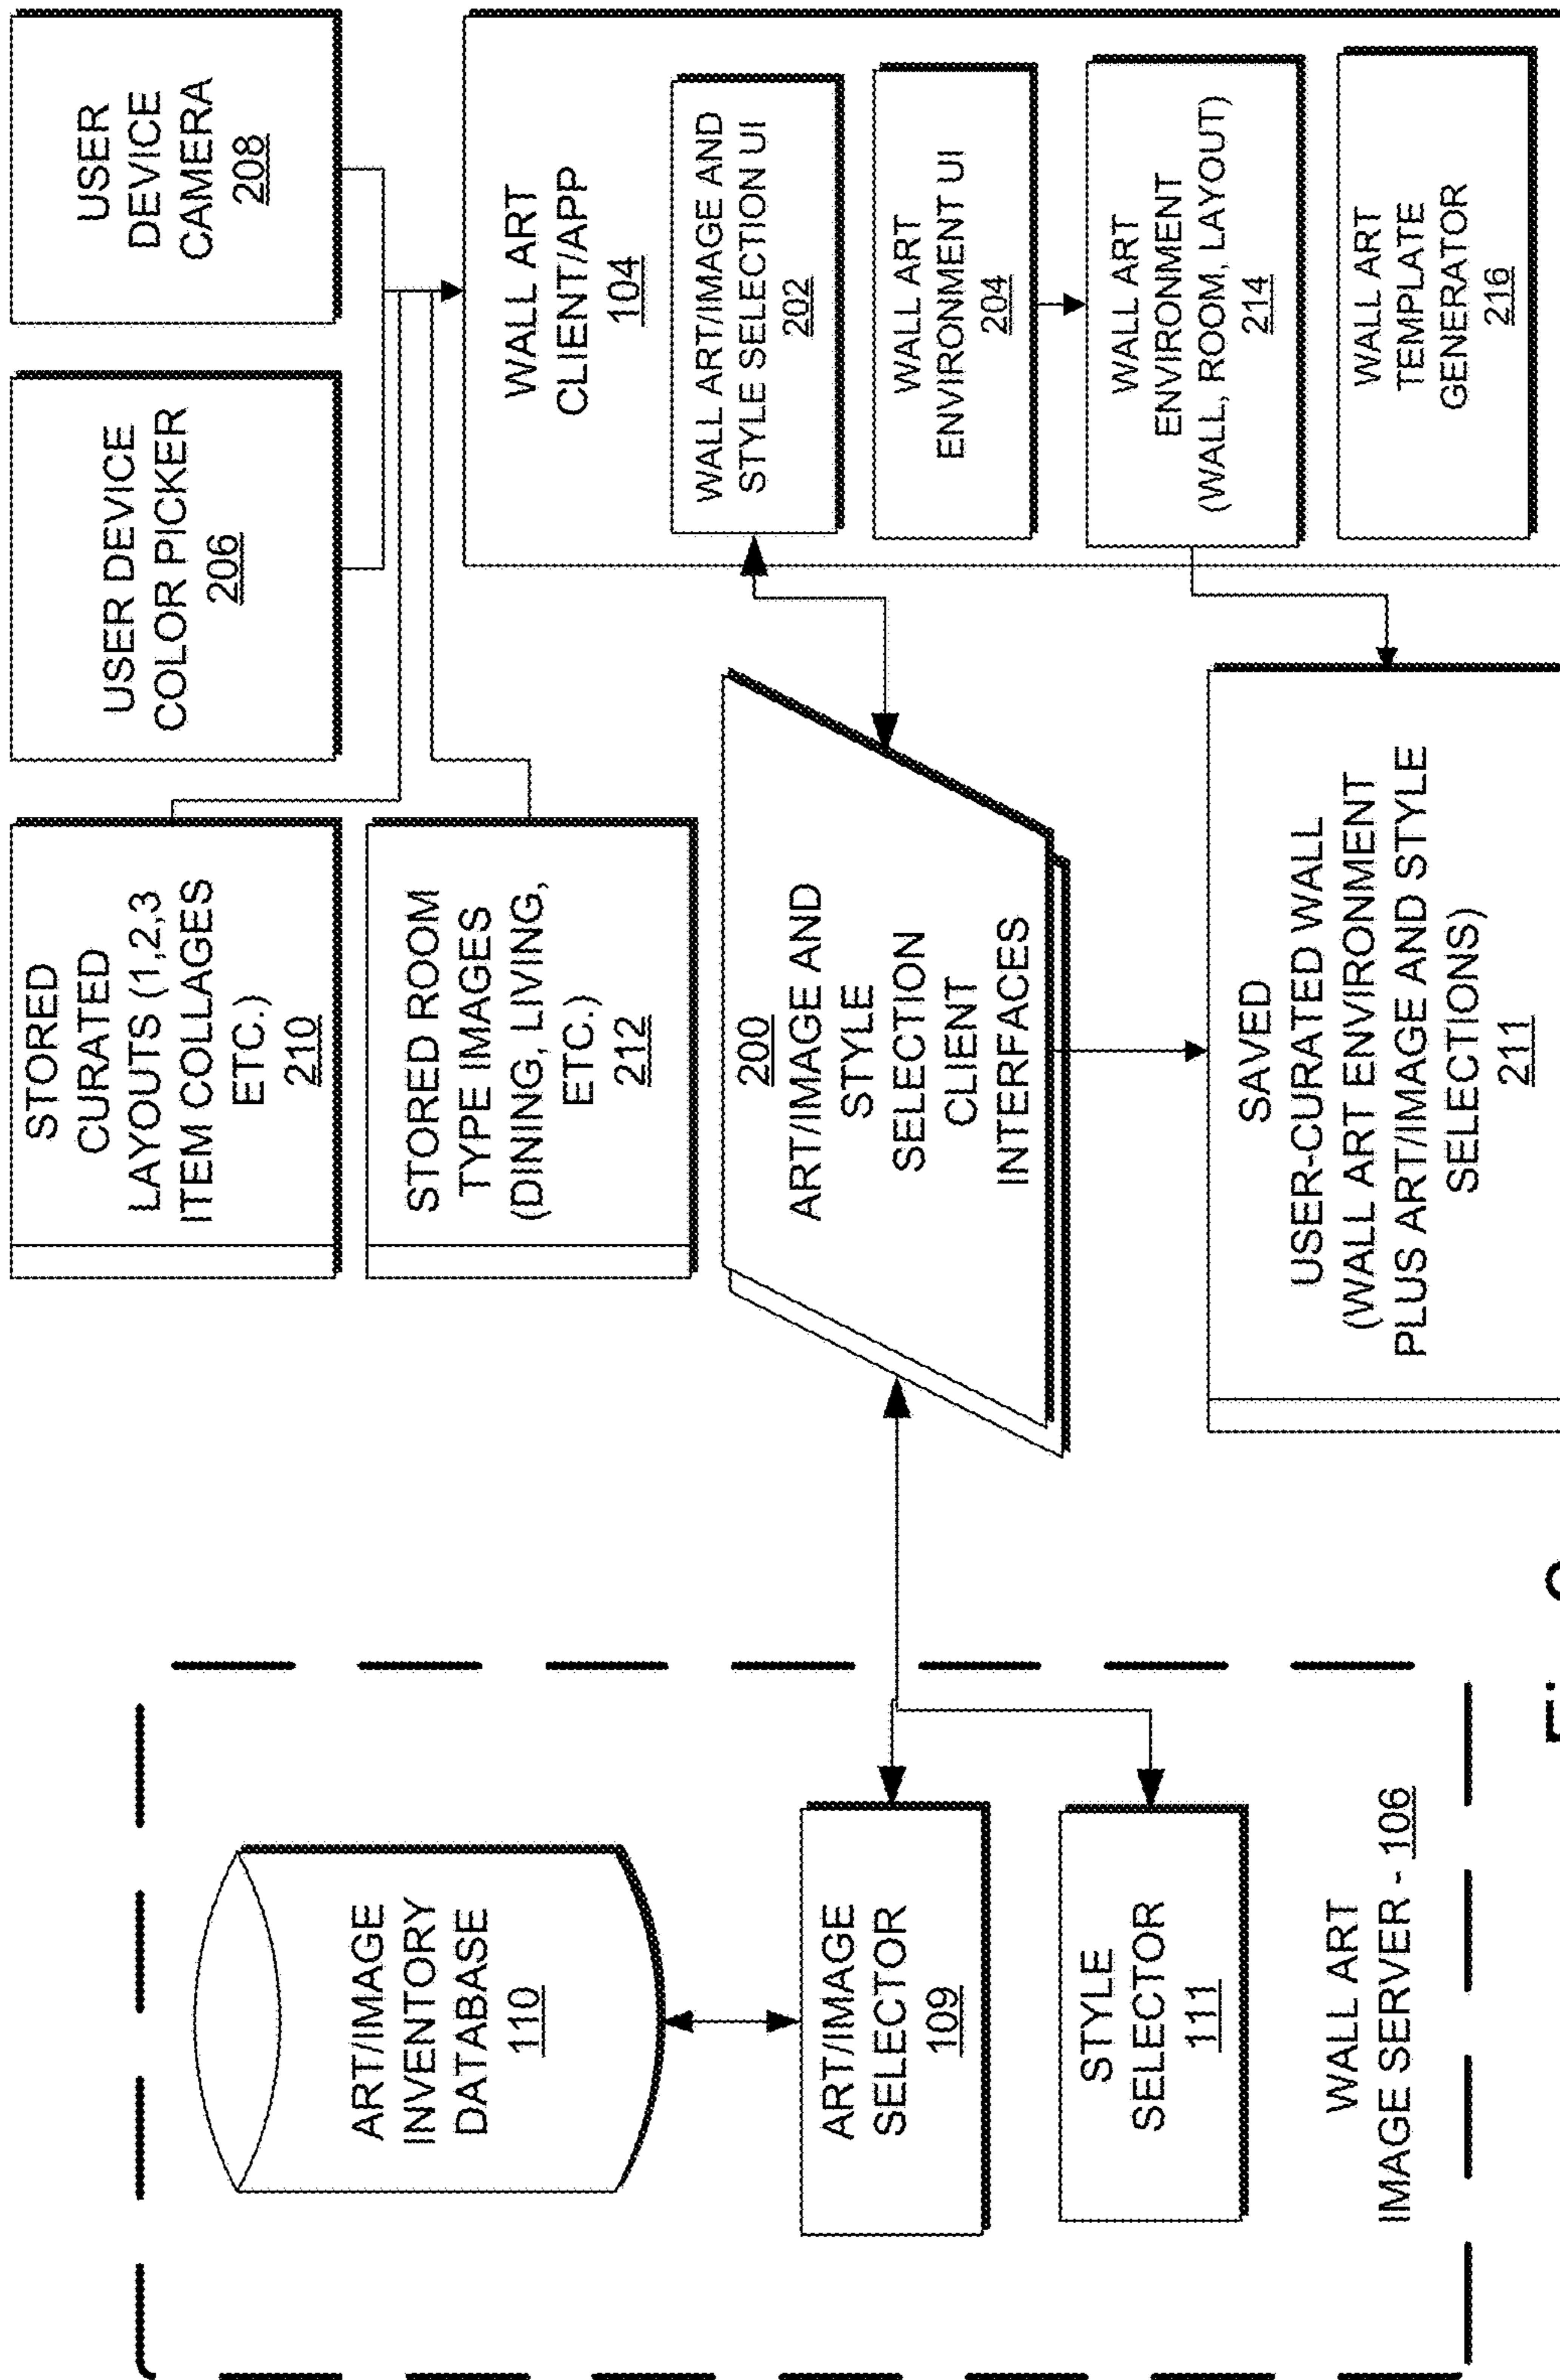 ART/IMAGE
INVENTORY
DATABASE
110
ART/IMAGE
SELECTOR
109
STYLE
SELECTOR
111
WALL ART
IMAGE SERVER - 106
STORED
CURATED
LAYOUTS (1,2,3
ITEM COLLAGES
ETC.)
210
STORED ROOM
TYPE IMAGES
(DINING, LIVING,
ETC.)
212
200
ART/IMAGE AND
STYLE
SELECTION
CLIENT
INTERFACES
SAVED
USER-CURATED WALL
(WALL ART ENVIRONMENT
PLUS ART/IMAGE AND STYLE
SELECTIONS)
211
USER DEVICE
COLOR PICKER
206
USER
DEVICE
CAMERA
208
WALL ART
CLIENT/APP
104
WALL ART/IMAGE AND
STYLE SELECTION UI
202
WALL ART
ENVIRONMENT UI
204
WALL ART
ENVIRONMENT
(WALL, ROOM, LAYOUT)
214
WALL ART
TEMPLATE
GENERATOR
216